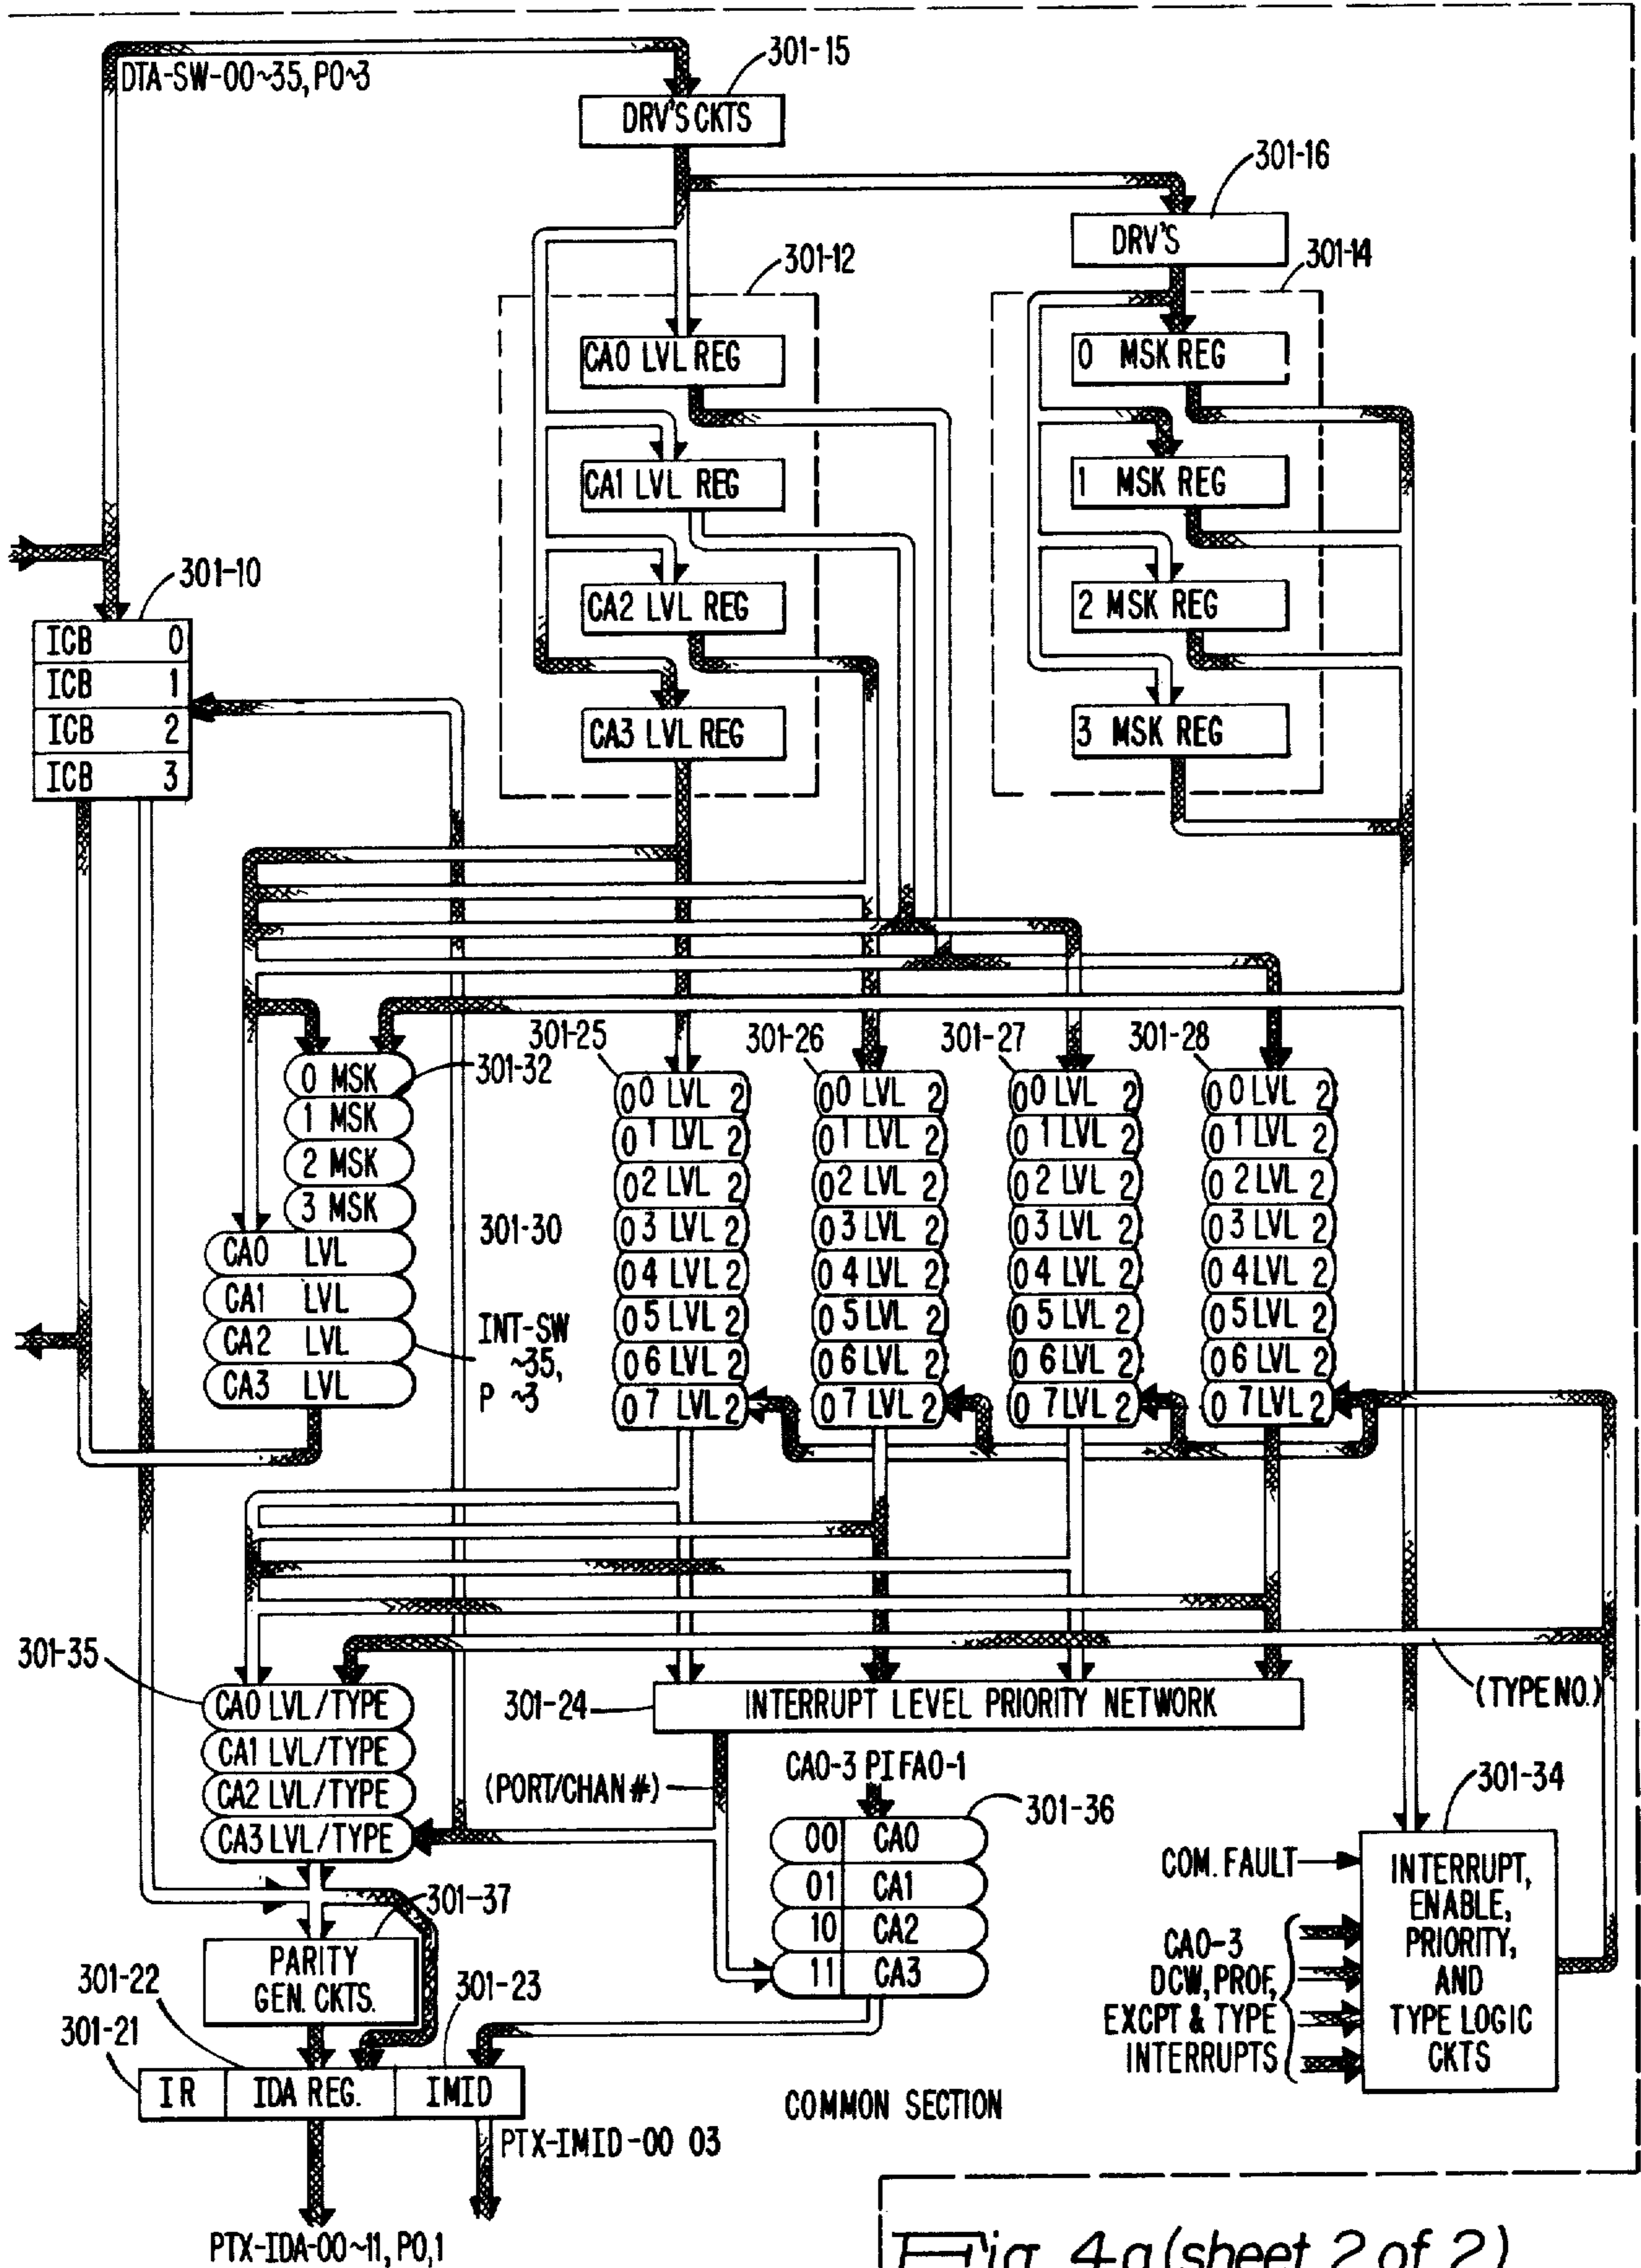 301-15
DTA-SW-00~35, P0~3
DRV'S CKTS
301-16
DRV'S
301-12
301-14
CA0 LVL REG
0 MSK REG
CA1 LVL REG
1 MSK REG
301-10
CA2 LVL REG
2 MSK REG
ICB 0
ICB 1
ICB 2
ICB 3
CA3 LVL REG
3 MSK REG
301-25
301-26
301-27
301-28
301-32
0 MSK
1 MSK
2 MSK
3 MSK
CA0 LVL
CA1 LVL
CA2 LVL
CA3 LVL
301-30
INT-SW
~35,
P ~3
0 0 LVL 2
0 1 LVL 2
0 2 LVL 2
0 3 LVL 2
0 4 LVL 2
0 5 LVL 2
0 6 LVL 2
0 7 LVL 2
0 0 LVL 2
0 1 LVL 2
0 2 LVL 2
0 3 LVL 2
0 4 LVL 2
0 5 LVL 2
0 6 LVL 2
0 7 LVL 2
0 0 LVL 2
0 1 LVL 2
0 2 LVL 2
0 3 LVL 2
0 4 LVL 2
0 5 LVL 2
0 6 LVL 2
0 7 LVL 2
0 0 LVL 2
0 1 LVL 2
0 2 LVL 2
0 3 LVL 2
0 4 LVL 2
0 5 LVL 2
0 6 LVL 2
0 7 LVL 2
301-35
CA0 LVL/TYPE
CA1 LVL/TYPE
CA2 LVL/TYPE
CA3 LVL/TYPE
301-24
INTERRUPT LEVEL PRIORITY NETWORK
(TYPE NO.)
(PORT/CHAN #)
CA0-3 PIFA0-1
301-36
00 CA0
01 CA1
10 CA2
11 CA3
301-34
COM. FAULT
CA0-3
DCW, PROF,
EXCPT & TYPE
INTERRUPTS
INTERRUPT,
ENABLE,
PRIORITY,
AND
TYPE LOGIC
CKTS
301-37
PARITY
GEN. CKTS.
301-22
301-23
301-21
IR
IDA REG.
IMID
COMMON SECTION
PTX-IMID-00 03
PTX-IDA-00~11, P0,1
Fig. 4a (sheet 2 of 2)